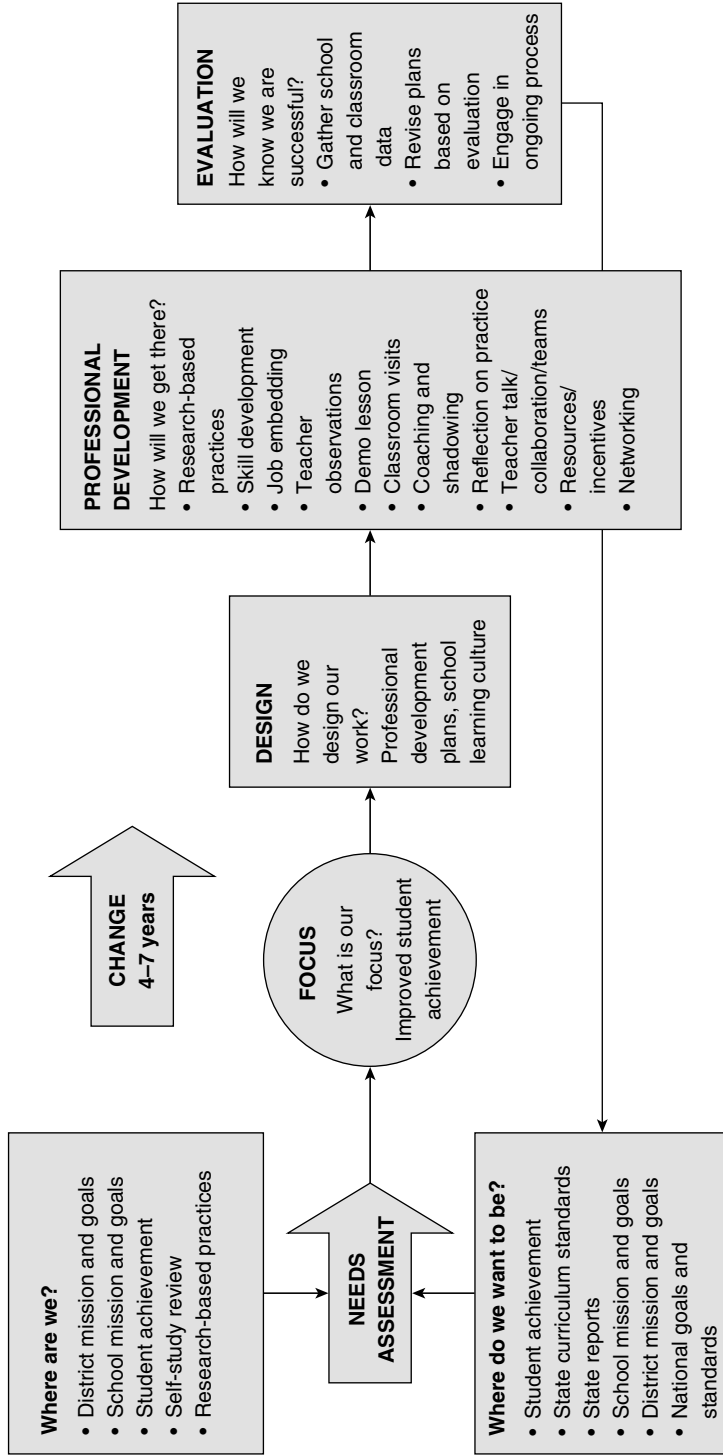 Where are we?
• District mission and goals
• School mission and goals
• Student achievement
• Self-study review
• Research-based practices
NEEDS
ASSESSMENT
Where do we want to be?
• Student achievement
• State curriculum standards
• State reports
• School mission and goals
• District mission and goals
• National goals and
standards
CHANGE
4–7 years
FOCUS
What is our
focus?
Improved student
achievement
DESIGN
How do we
design our
work?
Professional
development
plans, school
learning culture
PROFESSIONAL
DEVELOPMENT
How will we get there?
• Research-based
practices
• Skill development
• Job embedding
• Teacher
observations
• Demo lesson
• Classroom visits
• Coaching and
shadowing
• Reflection on practice
• Teacher talk/
collaboration/teams
• Resources/
incentives
• Networking
EVALUATION
How will we
know we are
successful?
• Gather school
and classroom
data
• Revise plans
based on
evaluation
• Engage in
ongoing process